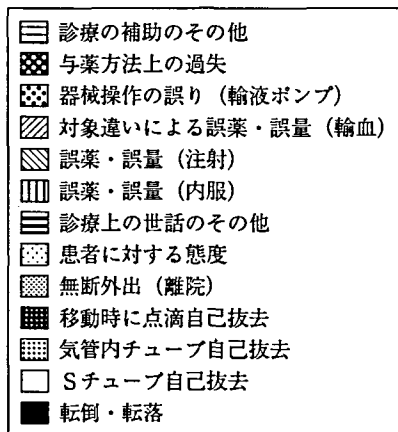 診療の補助のその他
与薬方法上の過失
器械操作の誤り（輸液ポンプ）
対象違いによる誤薬・誤量（輸血）
誤薬・誤量（注射）
誤薬・誤量（内服）
診療上の世話のその他
患者に対する態度
無断外出（離院）
移動時に点滴自己抜去
気管内チューブ自己抜去
Ｓチューブ自己抜去
転倒・転落